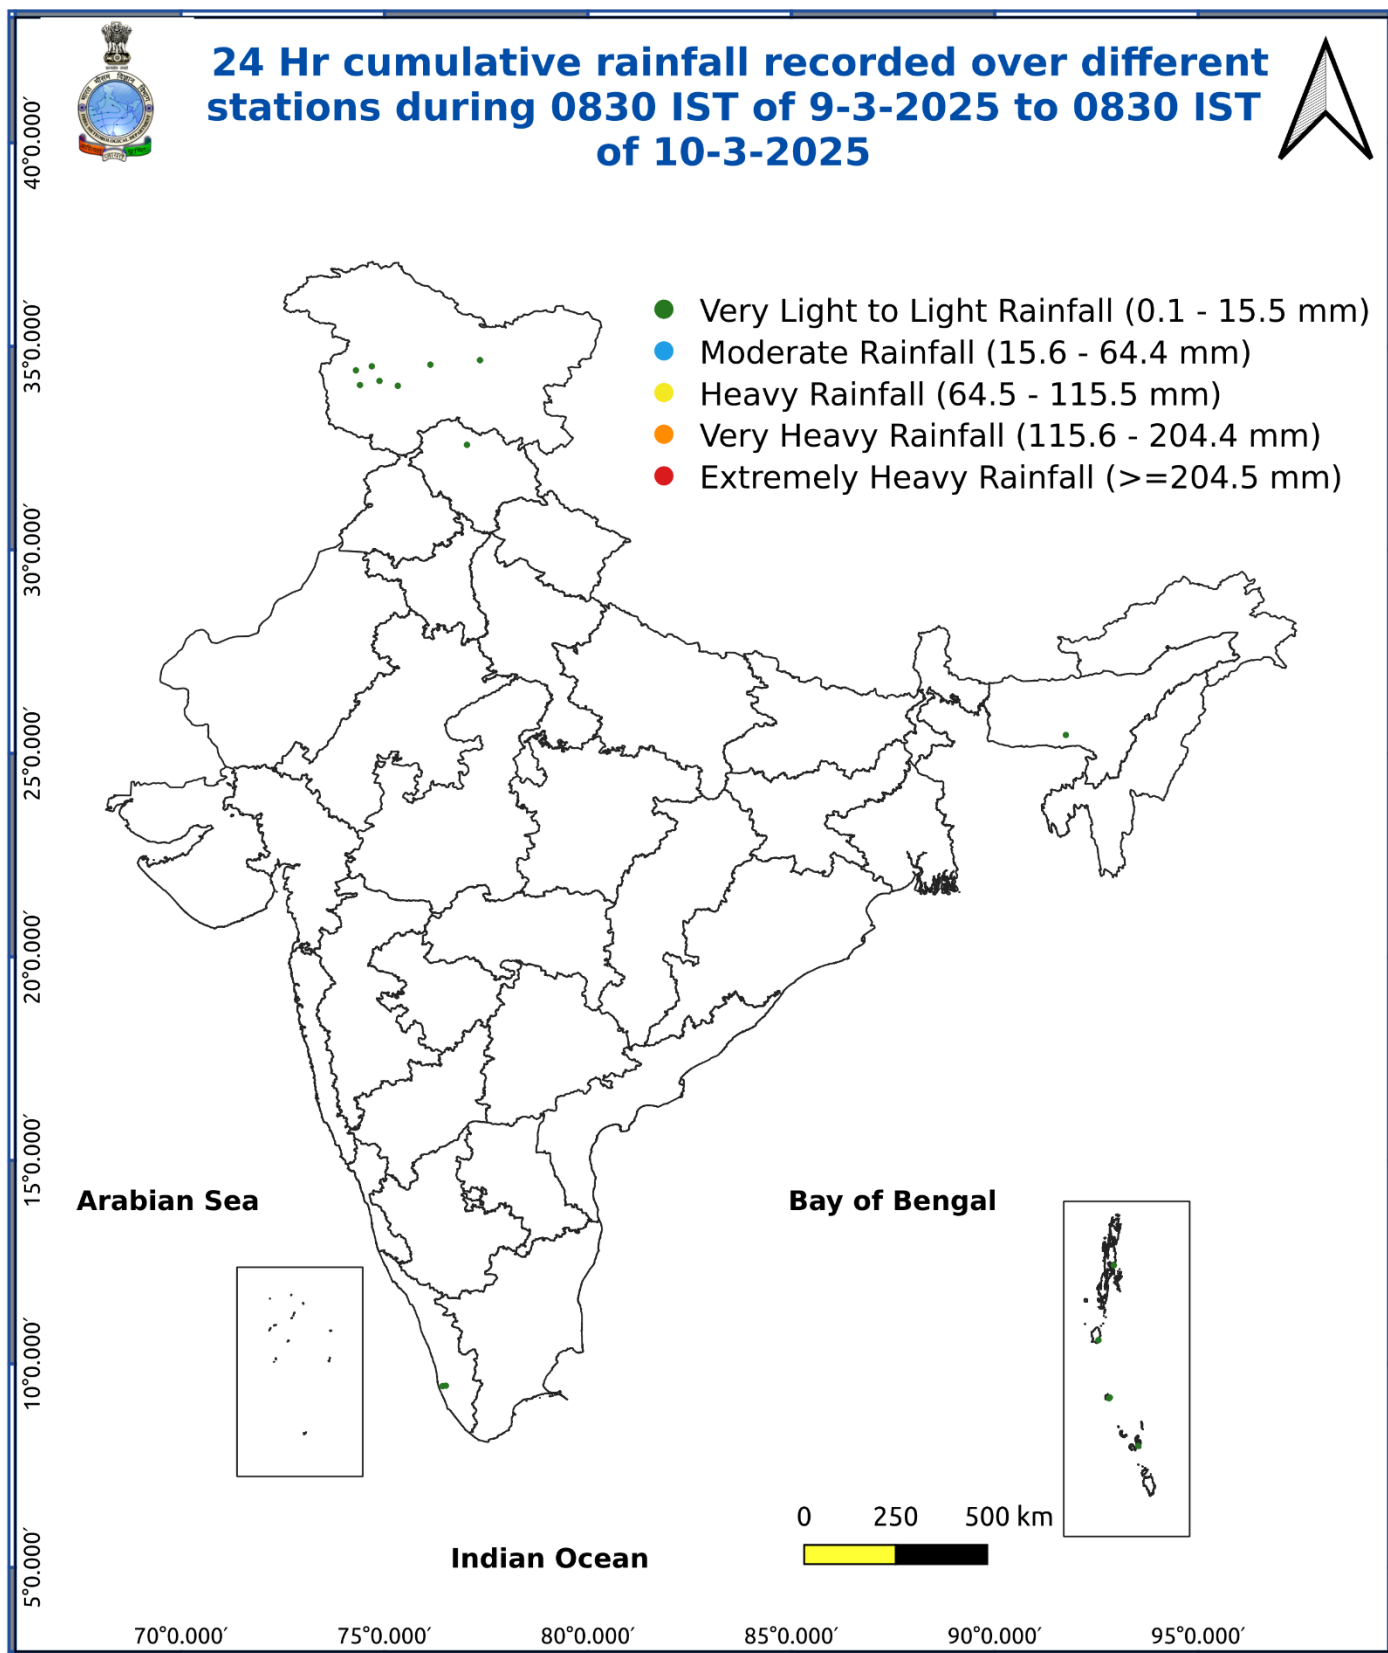 24 Hr cumulative rainfall recorded over different
stations during 0830 IST of 9-3-2025 to 0830 IST
of 10-3-2025
Very Light to Light Rainfall (0.1 - 15.5 mm)
Moderate Rainfall (15.6 - 64.4 mm)
Heavy Rainfall (64.5 - 115.5 mm)
Very Heavy Rainfall (115.6 - 204.4 mm)
Extremely Heavy Rainfall (>=204.5 mm)
40°0.000′
35°0.000′
30°0.000′
25°0.000′
20°0.000′
15°0.000′
10°0.000′
5°0.000′
Arabian Sea
Bay of Bengal
Indian Ocean
0 250 500 km
70°0.000′ 75°0.000′ 80°0.000′ 85°0.000′ 90°0.000′ 95°0.000′